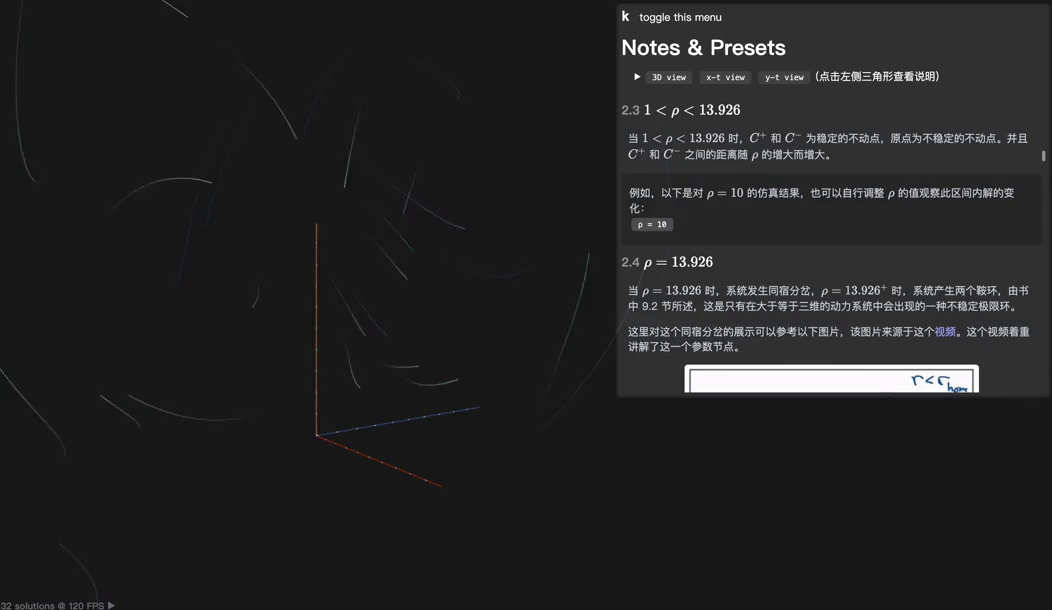 k toggle this menu
Notes & Presets
▶ 3D view x-t view y-t view (点击左侧三角形查看说明)
2.3 1 < ρ < 13.926
当 1 < ρ < 13.926 时，C⁺ 和 C⁻ 为稳定的不动点，原点为不稳定的不动点。并且
C⁺ 和 C⁻ 之间的距离随 ρ 的增大而增大。
例如，以下是对 ρ = 10 的仿真结果，也可以自行调整 ρ 的值观察此区间内解的变
化：
ρ = 10
2.4 ρ = 13.926
当 ρ = 13.926 时，系统发生同宿分岔，ρ = 13.926⁺ 时，系统产生两个鞍环，由书
中 9.2 节所述，这是只有在大于等于三维的动力系统中会出现的一种不稳定极限环。
这里对这个同宿分岔的展示可以参考以下图片，该图片来源于这个视频。这个视频着重
讲解了这一个参数节点。
r<r hom
32 solutions @ 120 FPS ▶